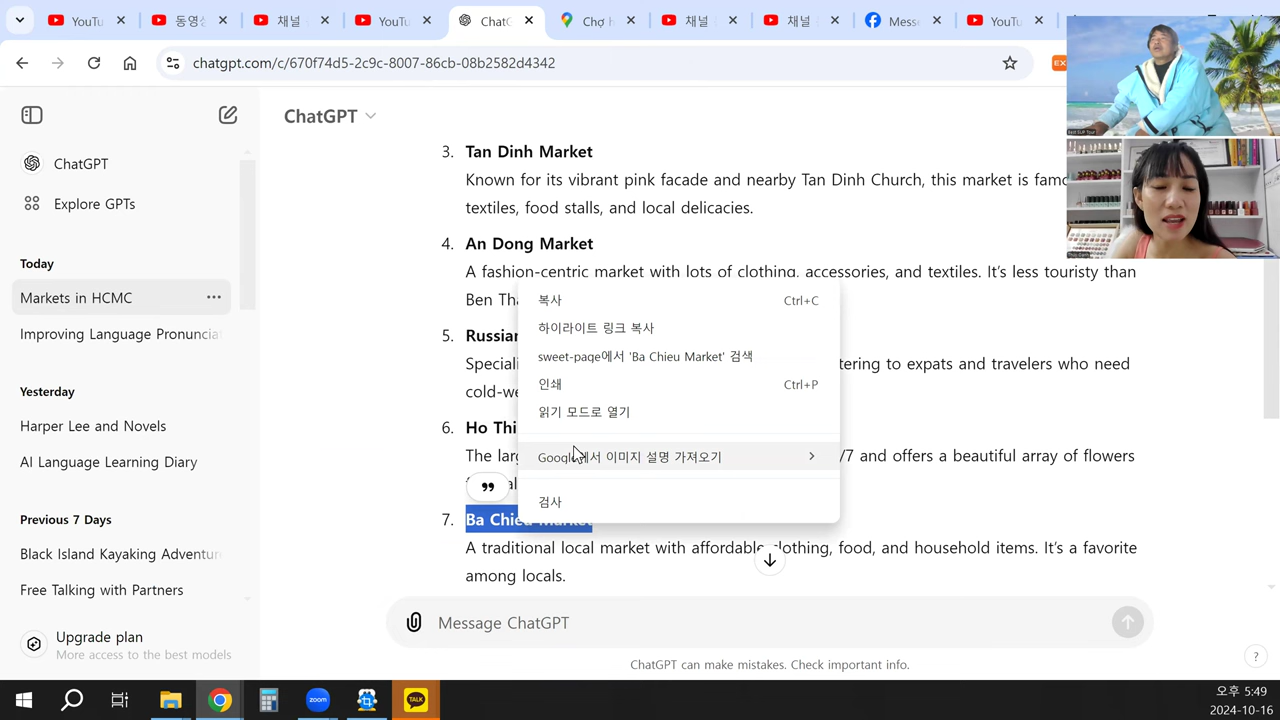 YouTu
동영상
채널
YouTu
ChatG
Chợ H
채널
채널
Messe
YouTu
chatgpt.com/c/670f74d5-2c9c-8007-86cb-08b2582d4342
ChatGPT
ChatGPT
Explore GPTs
Today
Markets in HCMC
Improving Language Pronuncia
Yesterday
Harper Lee and Novels
AI Language Learning Diary
Previous 7 Days
Black Island Kayaking Adventur
Free Talking with Partners
Upgrade plan
More access to the best models
3. Tan Dinh Market
Known for its vibrant pink facade and nearby Tan Dinh Church, this market is famo
textiles, food stalls, and local delicacies.
4. An Dong Market
A fashion-centric market with lots of clothing, accessories, and textiles. It’s less touristy than
Ben Tha
5. Russian
Speciali tering to expats and travelers who need
cold-we
6. Ho Thi
The larg /7 and offers a beautiful array of flowers
복사 Ctrl+C
하이라이트 링크 복사
sweet-page에서 'Ba Chieu Market' 검색
인쇄 Ctrl+P
읽기 모드로 열기
Google에서 이미지 설명 가져오기
검사
7. Ba Chieu Market
A traditional local market with affordable clothing, food, and household items. It’s a favorite
among locals.
Message ChatGPT
ChatGPT can make mistakes. Check important info.
?
zoom
TALK
오후 5:49
2024-10-16